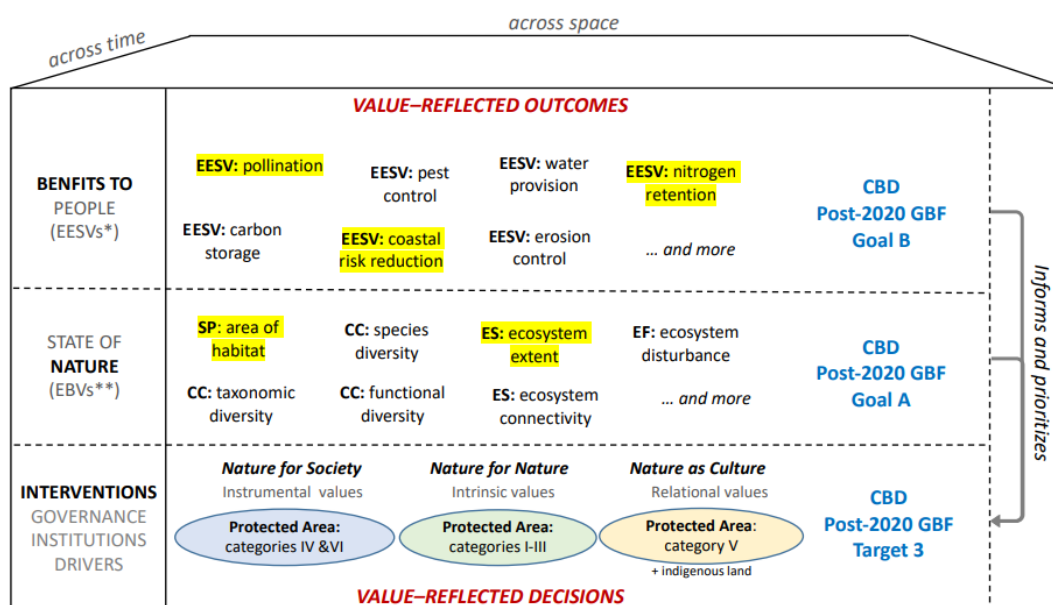 across time
across space
VALUE–REFLECTED OUTCOMES
BENFITS TO
PEOPLE
(EESVs*)
EESV: pollination
EESV: pest
control
EESV: water
provision
EESV: nitrogen
retention
EESV: carbon
storage
EESV: coastal
risk reduction
EESV: erosion
control
... and more
CBD
Post-2020 GBF
Goal B
STATE OF
NATURE
(EBVs**)
SP: area of
habitat
CC: species
diversity
ES: ecosystem
extent
EF: ecosystem
disturbance
CC: taxonomic
diversity
CC: functional
diversity
ES: ecosystem
connectivity
... and more
CBD
Post-2020 GBF
Goal A
INTERVENTIONS
GOVERNANCE
INSTITUTIONS
DRIVERS
Nature for Society
Instrumental values
Protected Area:
categories IV &VI
Nature for Nature
Intrinsic values
Protected Area:
categories I-III
Nature as Culture
Relational values
Protected Area:
category V
+ indigenous land
CBD
Post-2020 GBF
Target 3
VALUE–REFLECTED DECISIONS
Informs and prioritizes